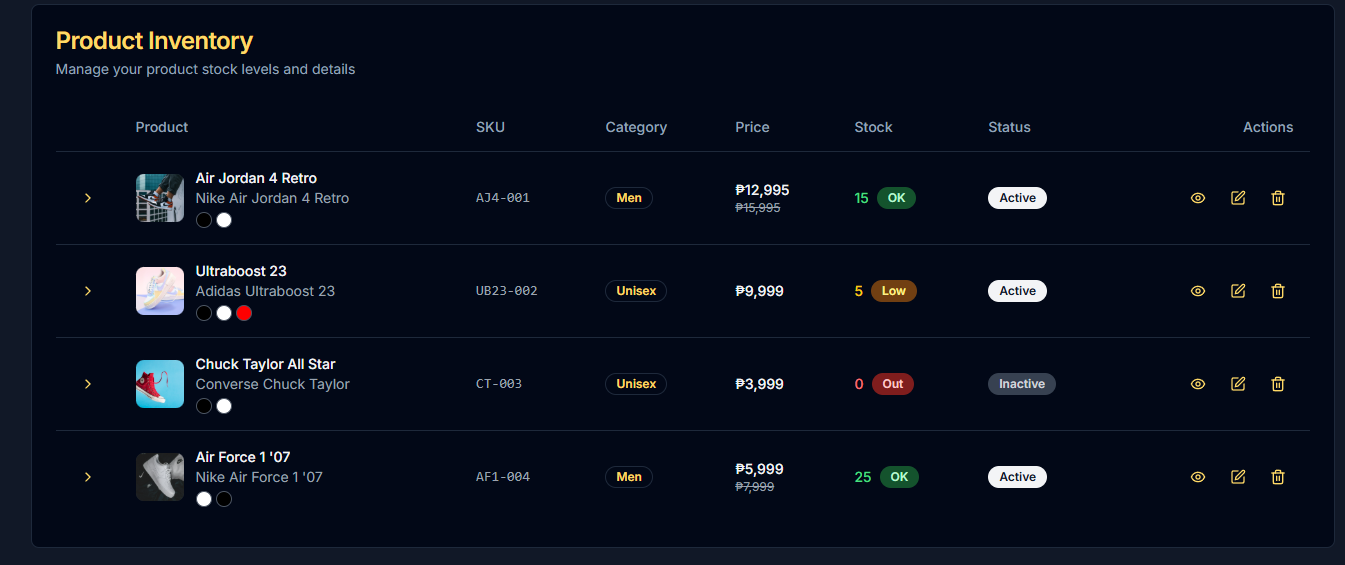 Product Inventory
Manage your product stock levels and details
Product SKU Category Price Stock Status Actions
Air Jordan 4 Retro
Nike Air Jordan 4 Retro AJ4-001 Men ₱12,995 ₱15,995 15 OK Active
Ultraboost 23
Adidas Ultraboost 23 UB23-002 Unisex ₱9,999 5 Low Active
Chuck Taylor All Star
Converse Chuck Taylor CT-003 Unisex ₱3,999 0 Out Inactive
Air Force 1 '07
Nike Air Force 1 '07 AF1-004 Men ₱5,999 ₱7,999 25 OK Active